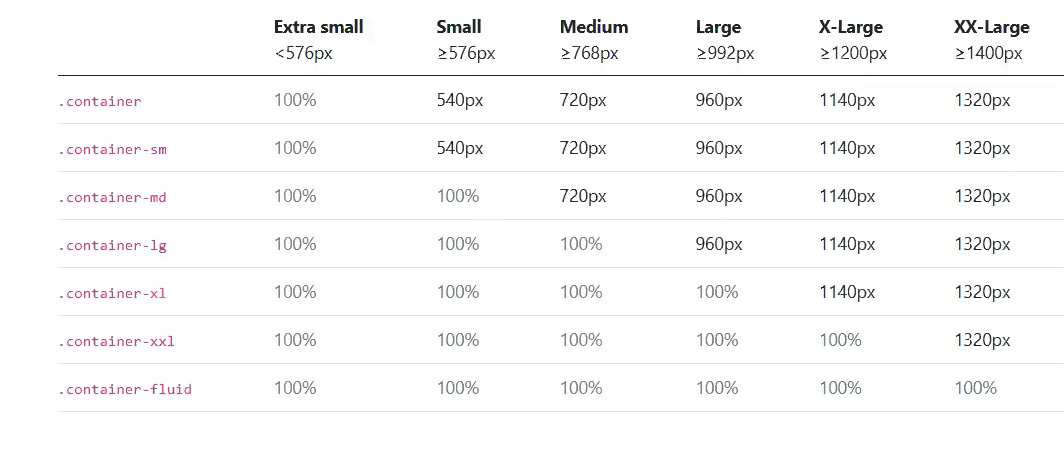 Extra small Small Medium Large X-Large XX-Large
<576px ≥576px ≥768px ≥992px ≥1200px ≥1400px
.container 100% 540px 720px 960px 1140px 1320px
.container-sm 100% 540px 720px 960px 1140px 1320px
.container-md 100% 100% 720px 960px 1140px 1320px
.container-lg 100% 100% 100% 960px 1140px 1320px
.container-xl 100% 100% 100% 100% 1140px 1320px
.container-xxl 100% 100% 100% 100% 100% 1320px
.container-fluid 100% 100% 100% 100% 100% 100%